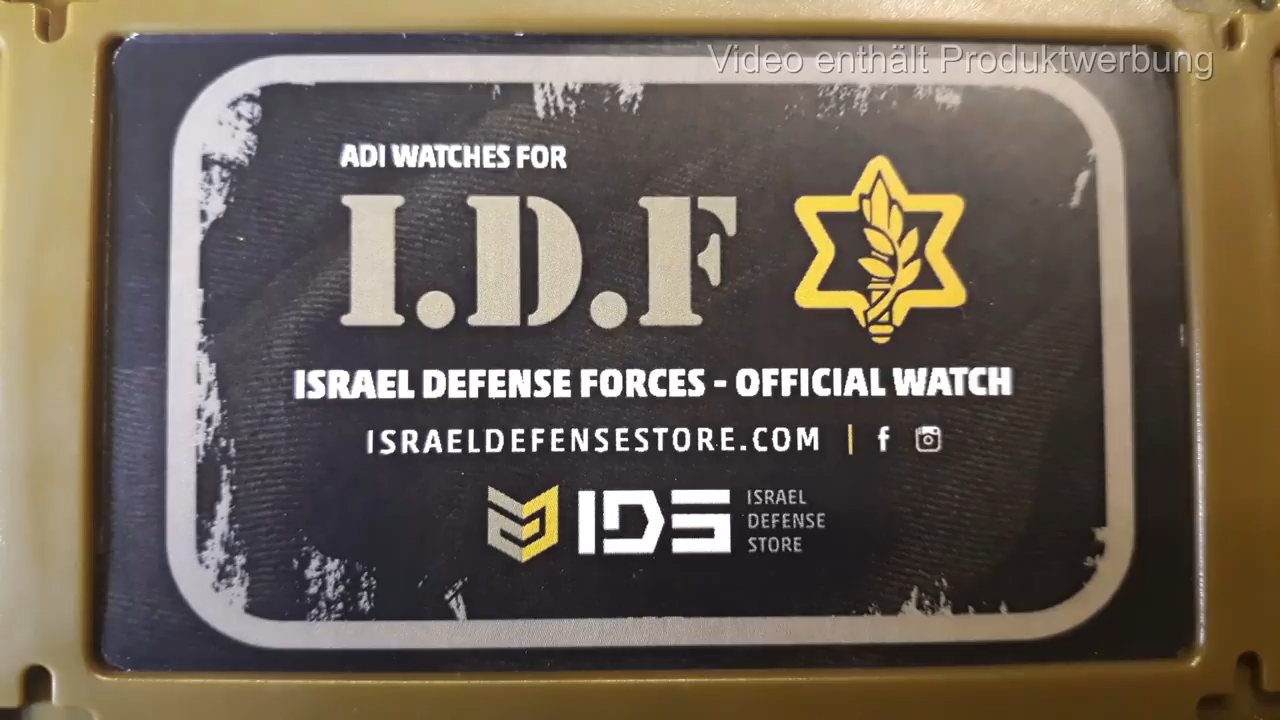 Video enthält Produktwerbung
ADI WATCHES FOR
I.D.F
ISRAEL DEFENSE FORCES - OFFICIAL WATCH
ISRAELDEFENSESTORE.COM | f
IDS ISRAEL
DEFENSE
STORE